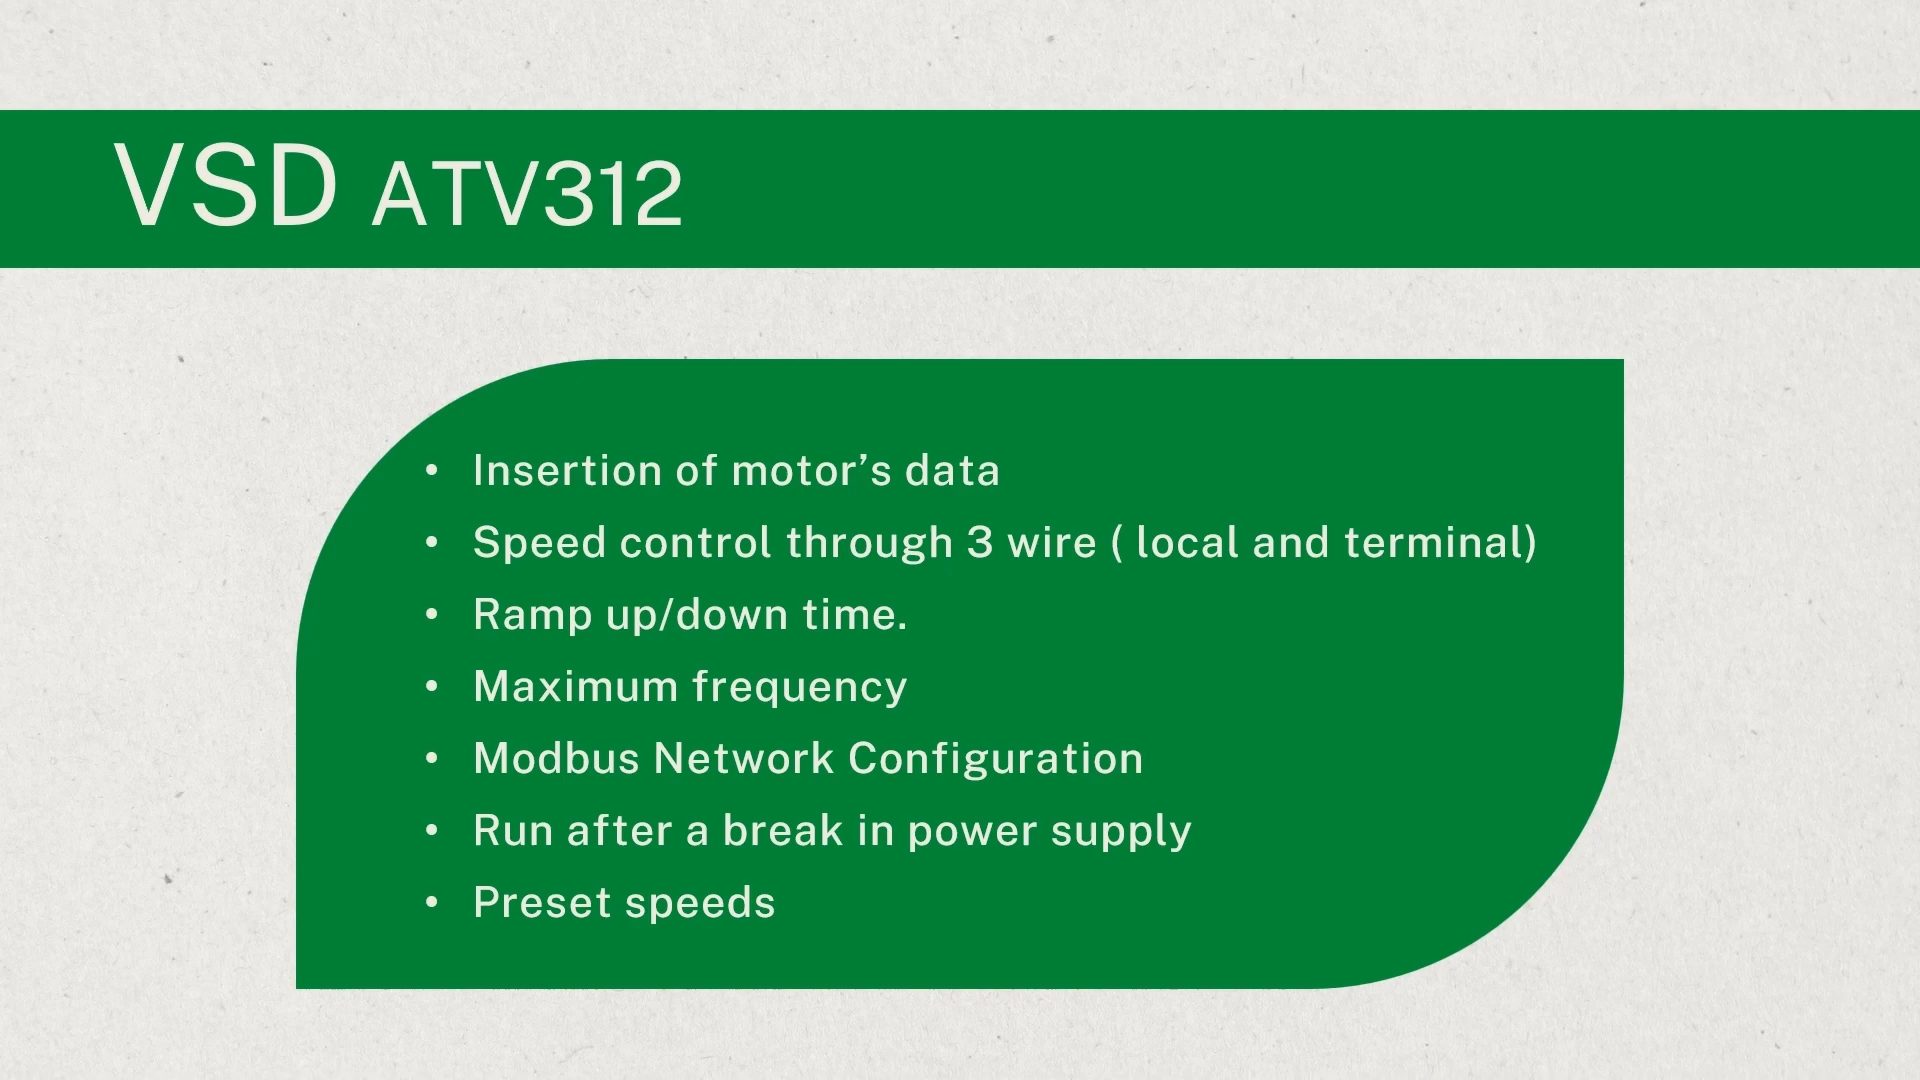 VSD ATV312
• Insertion of motor’s data
• Speed control through 3 wire ( local and terminal)
• Ramp up/down time.
• Maximum frequency
• Modbus Network Configuration
• Run after a break in power supply
• Preset speeds